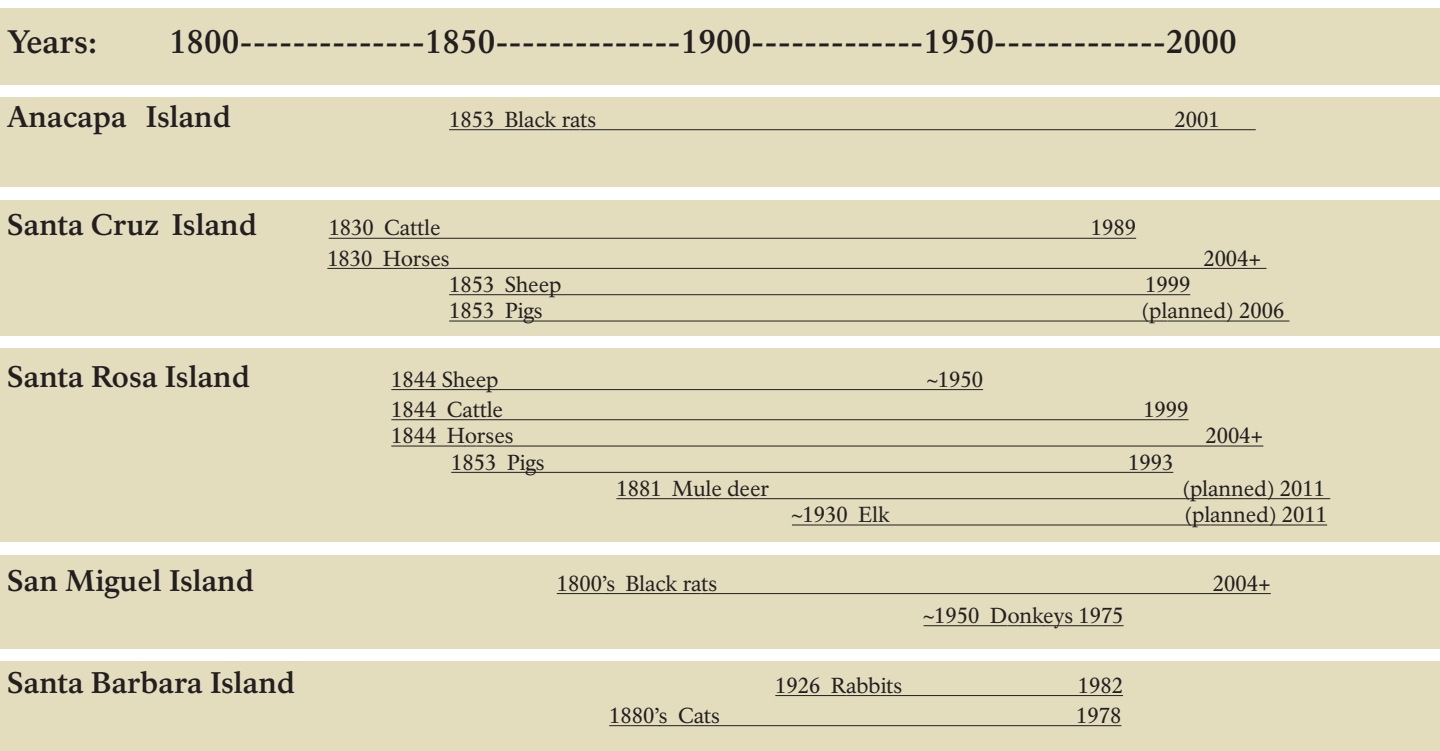 Years: 1800--------------1850--------------1900-------------1950-------------2000
Anacapa Island 1853 Black rats 2001
Santa Cruz Island 1830 Cattle 1989
1830 Horses 2004+
1853 Sheep 1999
1853 Pigs (planned) 2006
Santa Rosa Island 1844 Sheep ~1950
1844 Cattle 1999
1844 Horses 2004+
1853 Pigs 1993
1881 Mule deer (planned) 2011
~1930 Elk (planned) 2011
San Miguel Island 1800's Black rats 2004+
~1950 Donkeys 1975
Santa Barbara Island 1926 Rabbits 1982
1880's Cats 1978